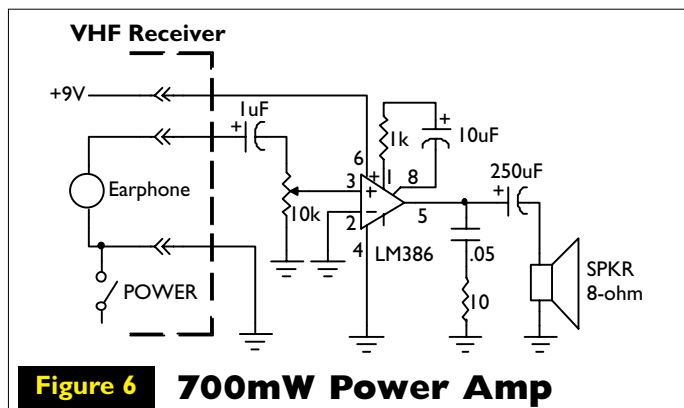 VHF Receiver
+9V
1uF
+
Earphone
POWER
10k
6
3
2
4
+
+
−
1
8
5
LM386
1k
+
10uF
250uF
+
.05
10
SPKR
8-ohm
Figure 6 700mW Power Amp